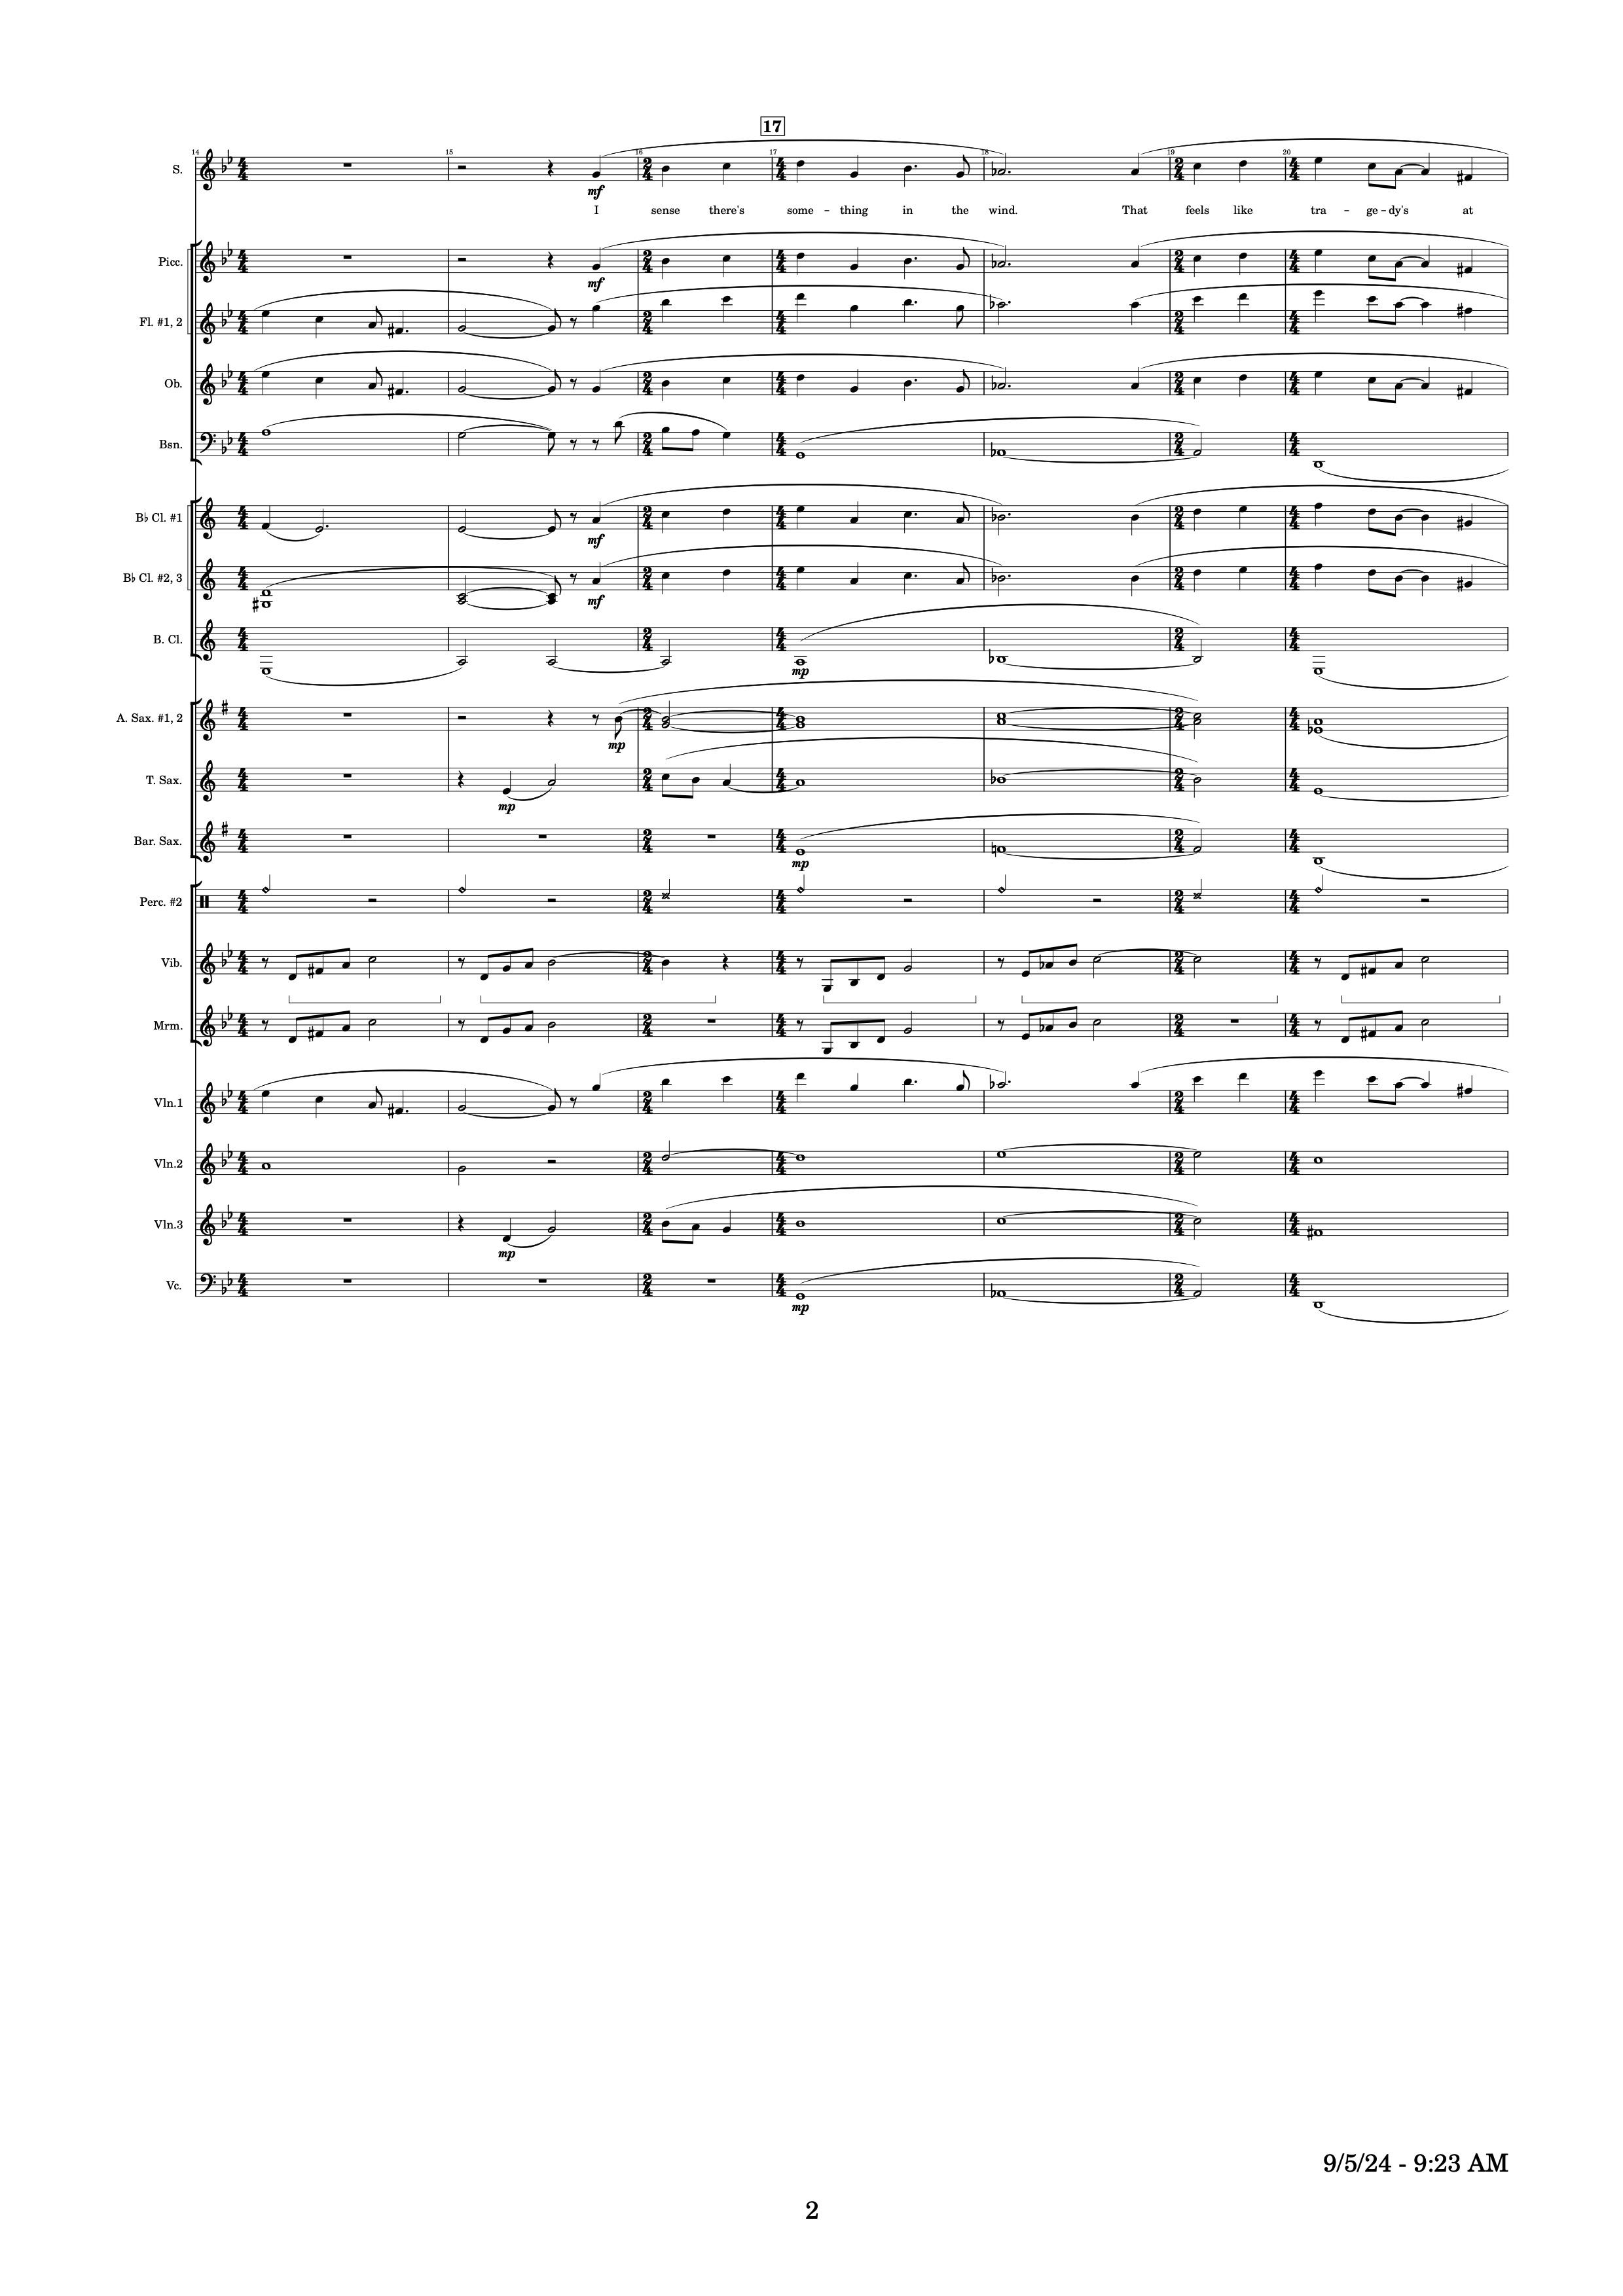 17
14 15 16 17 18 19 20
S.
mf
I sense there's some - thing in the wind. That feels like tra - ge - dy's at
Picc.
mf
Fl. #1, 2
Ob.
Bsn.
B♭ Cl. #1
mf
B♭ Cl. #2, 3
mf
B. Cl.
mp
A. Sax. #1, 2
mp
T. Sax.
mp
Bar. Sax.
mp
Perc. #2
Vib.
Mrm.
Vln.1
Vln.2
Vln.3
mp
Vc.
mp
9/5/24 - 9:23 AM
2